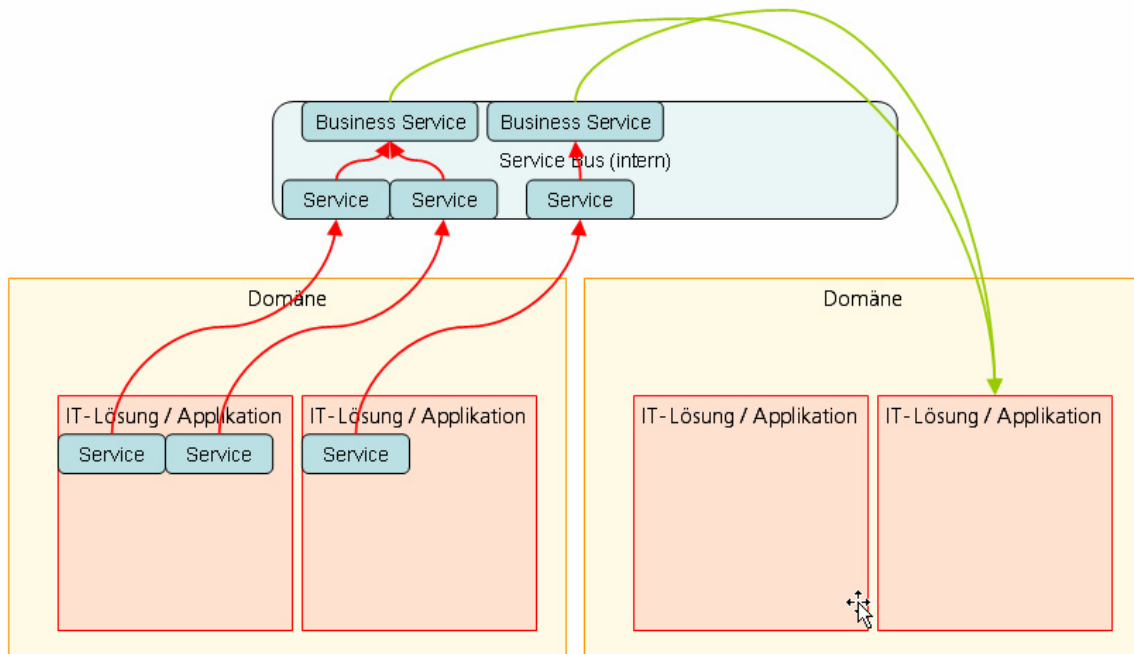 Business Service
Business Service
Service Bus (intern)
Service
Service
Service
Domäne
Domäne
IT-Lösung / Applikation
IT-Lösung / Applikation
IT-Lösung / Applikation
IT-Lösung / Applikation
Service
Service
Service